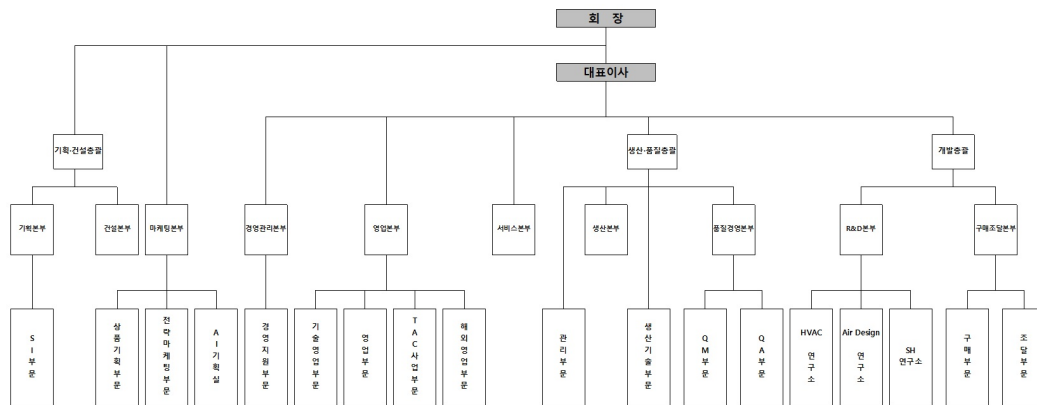 회 장
대표이사
기획·건설총괄
생산·품질총괄
개발총괄
기획본부
건설본부
마케팅본부
경영관리본부
영업본부
서비스본부
생산본부
품질경영본부
R&D본부
구매조달본부
SI부문
상품기획부문
전략마케팅부문
AI기획실
경영지원부문
기술영업부문
영업부문
TAC사업부문
해외영업부문
관리부문
생산기술부문
QM부문
QA부문
HVAC
연구소
Air Design
연구소
SH
연구소
구매부문
조달부문